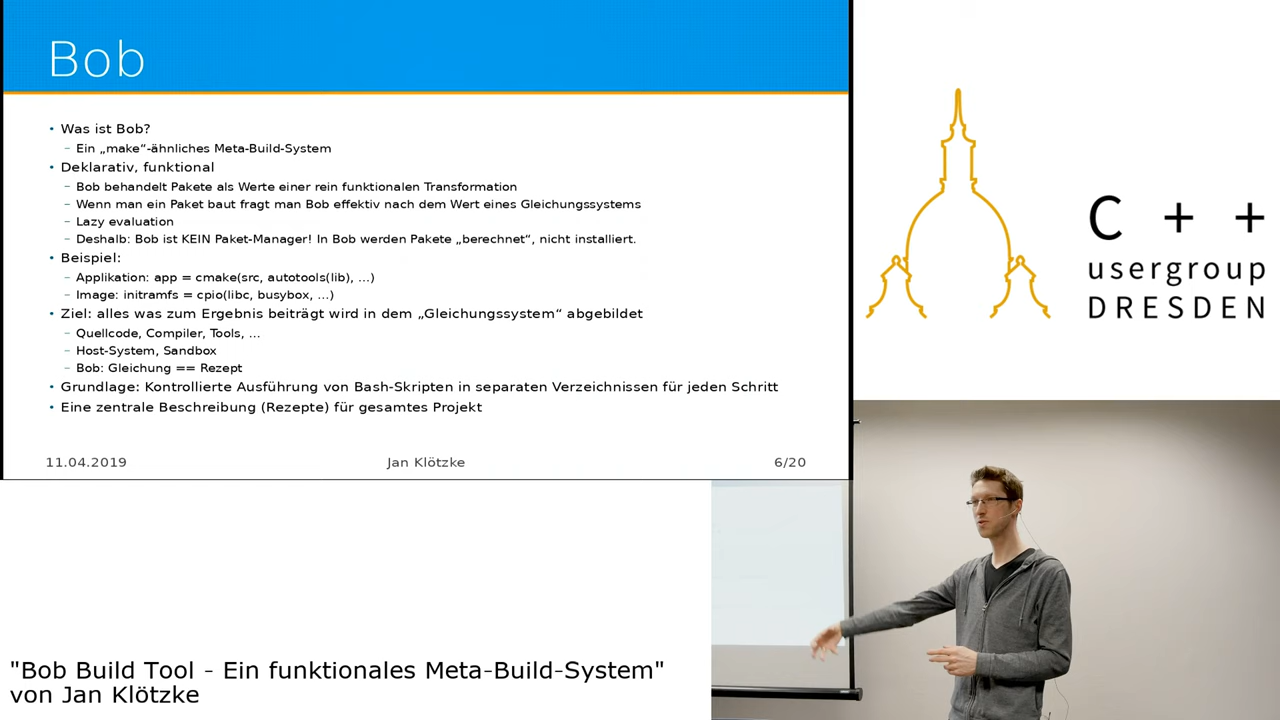 Bob
• Was ist Bob?
– Ein „make“-ähnliches Meta-Build-System
• Deklarativ, funktional
– Bob behandelt Pakete als Werte einer rein funktionalen Transformation
– Wenn man ein Paket baut fragt man Bob effektiv nach dem Wert eines Gleichungssystems
– Lazy evaluation
– Deshalb: Bob ist KEIN Paket-Manager! In Bob werden Pakete „berechnet“, nicht installiert.
• Beispiel:
– Applikation: app = cmake(src, autotools(lib), ...)
– Image: initramfs = cpio(libc, busybox, ...)
• Ziel: alles was zum Ergebnis beiträgt wird in dem „Gleichungssystem“ abgebildet
– Quellcode, Compiler, Tools, ...
– Host-System, Sandbox
– Bob: Gleichung == Rezept
• Grundlage: Kontrollierte Ausführung von Bash-Skripten in separaten Verzeichnissen für jeden Schritt
• Eine zentrale Beschreibung (Rezepte) für gesamtes Projekt
11.04.2019 Jan Klötzke 6/20
C + +
usergroup
DRESDEN
"Bob Build Tool - Ein funktionales Meta-Build-System"
von Jan Klötzke